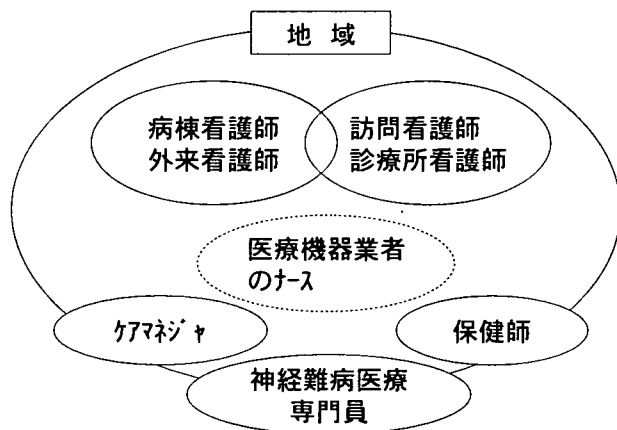 地 域
病棟看護師
外来看護師
訪問看護師
診療所看護師
医療機器業者
のﾅｰｽ
ｹｱﾏﾈｼﾞｬ
保健師
神経難病医療
専門員